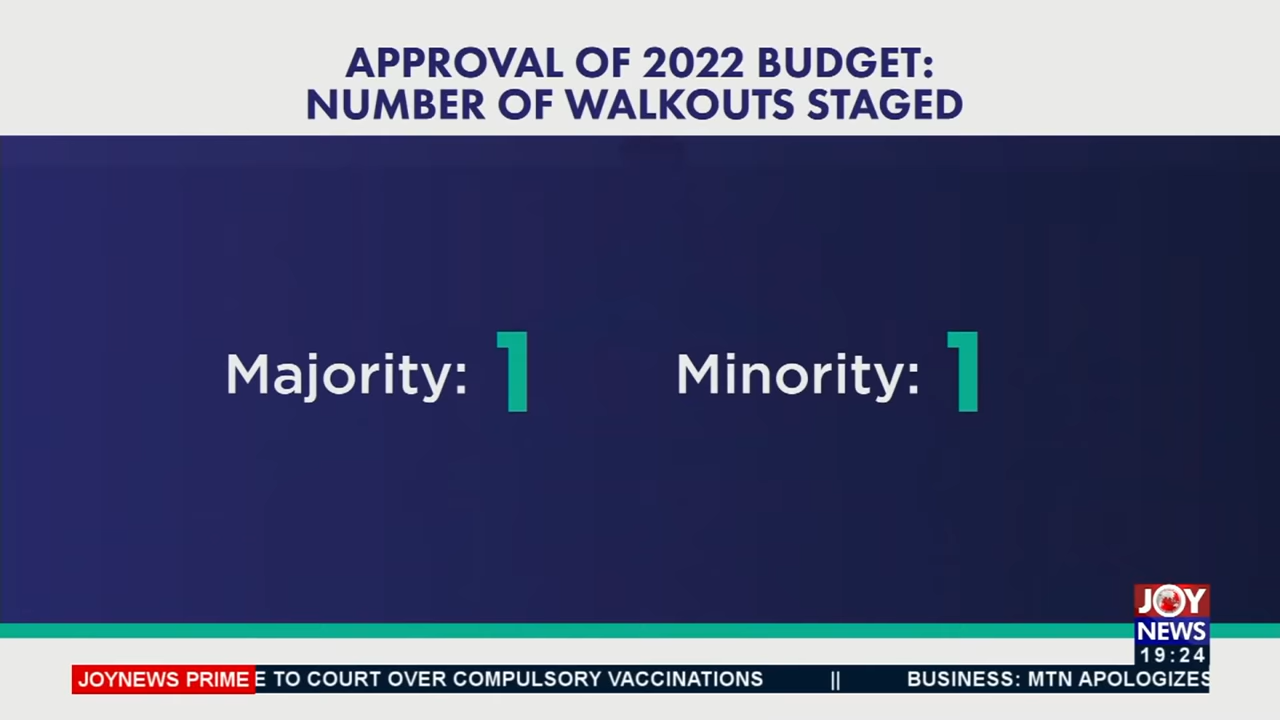 APPROVAL OF 2022 BUDGET:
NUMBER OF WALKOUTS STAGED
Majority: 1 Minority: 1
JOY
NEWS
19:24
JOYNEWS PRIME E TO COURT OVER COMPULSORY VACCINATIONS || BUSINESS: MTN APOLOGIZES